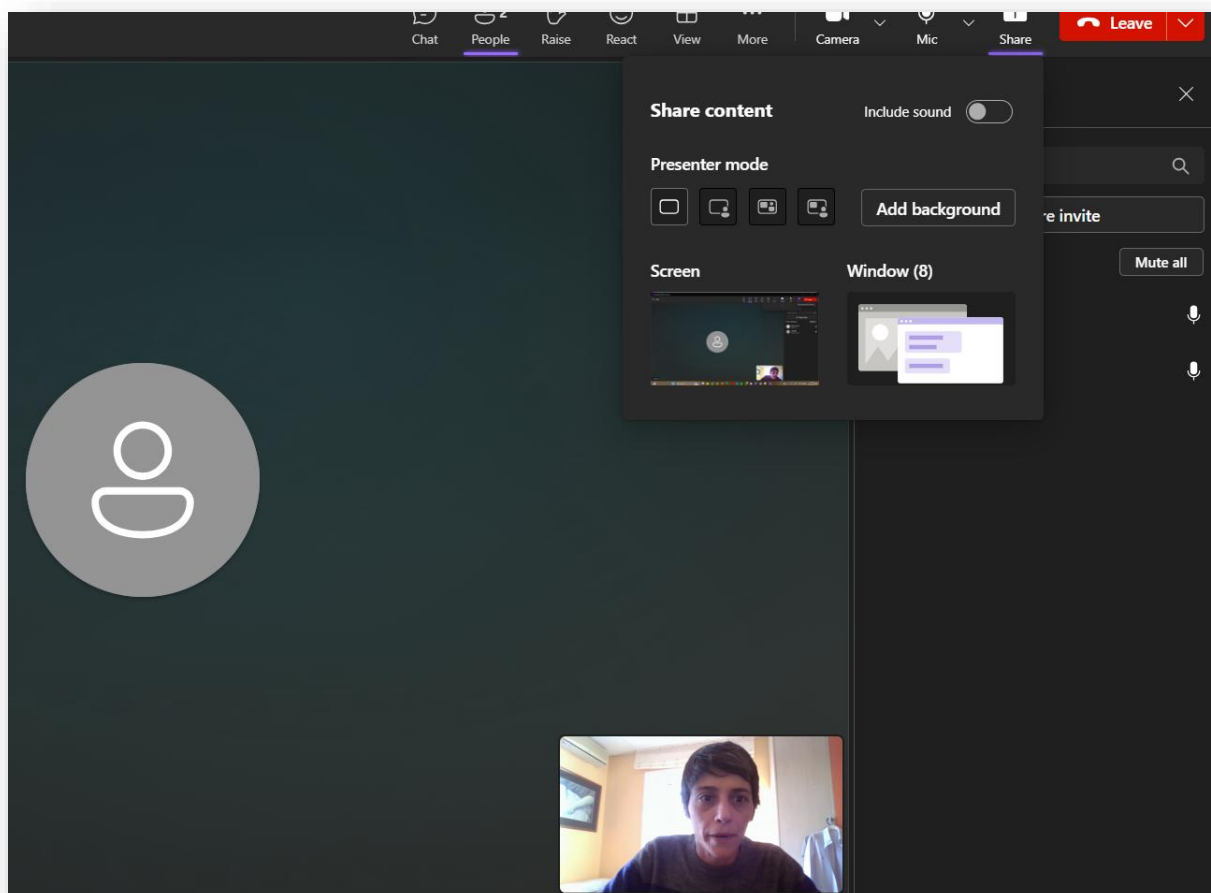 2
Chat People Raise React View More Camera Mic Share Leave
Share content Include sound
Presenter mode
Add background
re invite
Mute all
Screen Window (8)